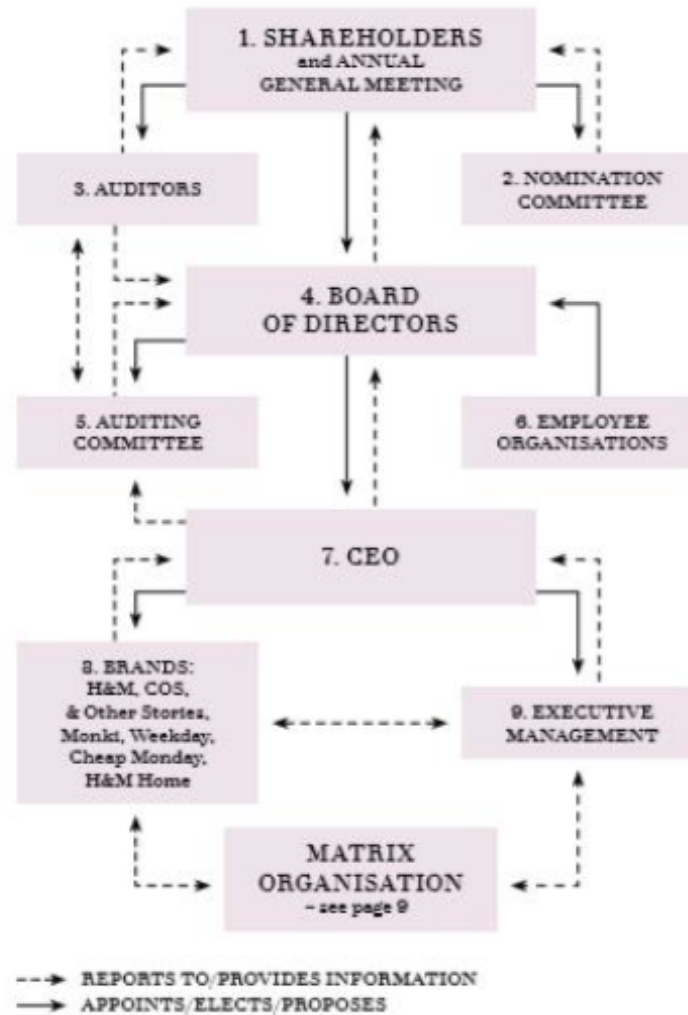 1. SHAREHOLDERS
and ANNUAL
GENERAL MEETING
3. AUDITORS
2. NOMINATION
COMMITTEE
4. BOARD
OF DIRECTORS
5. AUDITING
COMMITTEE
6. EMPLOYEE
ORGANISATIONS
7. CEO
8. BRANDS:
H&M, COS,
& Other Stories,
Monki, Weekday,
Cheap Monday,
H&M Home
9. EXECUTIVE
MANAGEMENT
MATRIX
ORGANISATION
– see page 9
REPORTS TO/PROVIDES INFORMATION
APPOINTS/ELECTS/PROPOSES